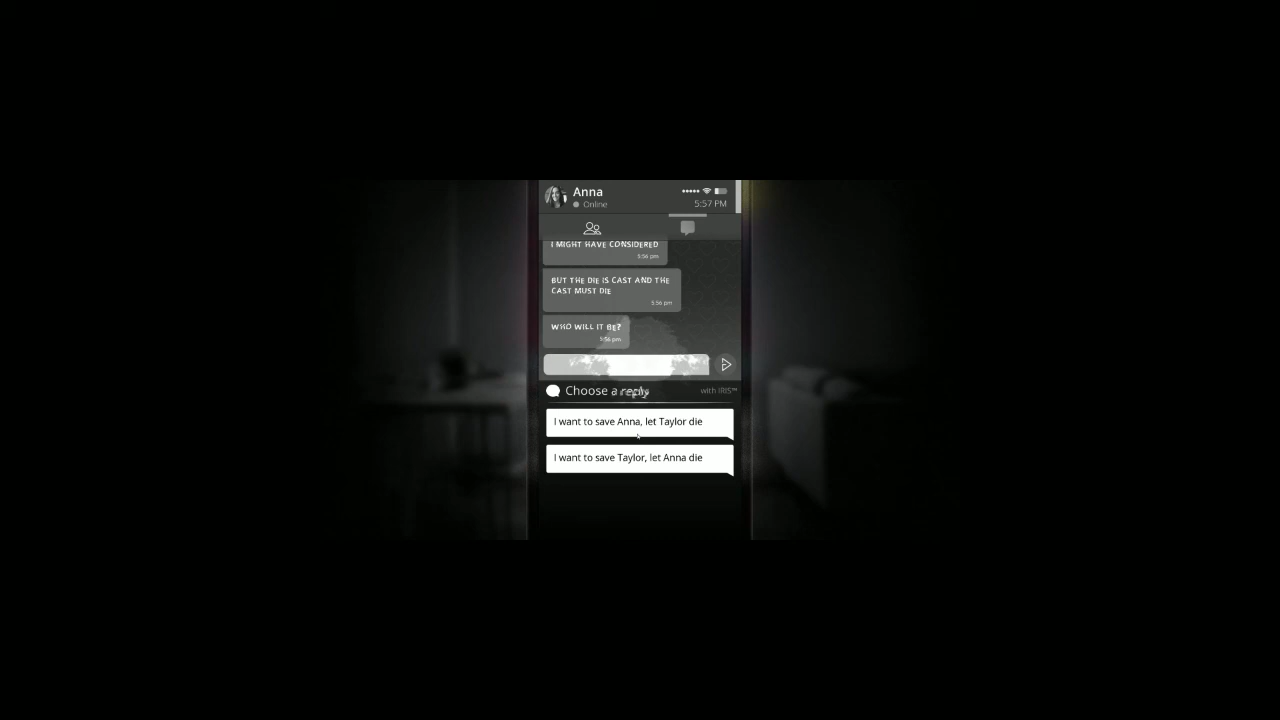 Anna
Online
5:57 PM
I MIGHT HAVE CONSIDERED
5:56 pm
BUT THE DIE IS CAST AND THE
CAST MUST DIE
5:56 pm
WHO WILL IT BE?
5:56 pm
Choose a reply
with IRIS™
I want to save Anna, let Taylor die
I want to save Taylor, let Anna die